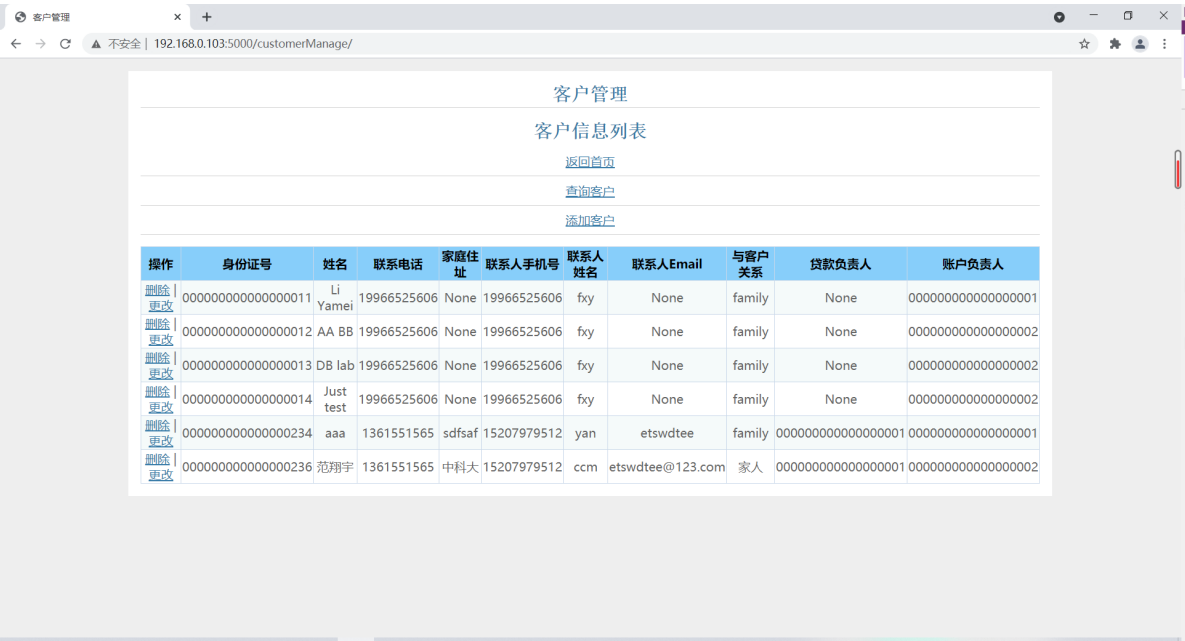 客户管理
不安全 | 192.168.0.103:5000/customerManage/
客户管理
客户信息列表
返回首页
查询客户
添加客户
操作 身份证号 姓名 联系电话 家庭住址 联系人手机号 联系人姓名 联系人Email 与客户关系 贷款负责人 账户负责人
删除 | 更改 000000000000000011 Li Yamei 19966525606 None 19966525606 fxy None family None 000000000000000001
删除 | 更改 000000000000000012 AA BB 19966525606 None 19966525606 fxy None family None 000000000000000002
删除 | 更改 000000000000000013 DB lab 19966525606 None 19966525606 fxy None family None 000000000000000002
删除 | 更改 000000000000000014 Just test 19966525606 None 19966525606 fxy None family None 000000000000000002
删除 | 更改 000000000000000234 aaa 1361551565 sdfsaf 15207979512 yan etswdtee family 000000000000000001 000000000000000001
删除 | 更改 000000000000000236 范翔宇 1361551565 中科大 15207979512 ccm etswdtee@123.com 家人 000000000000000001 000000000000000002